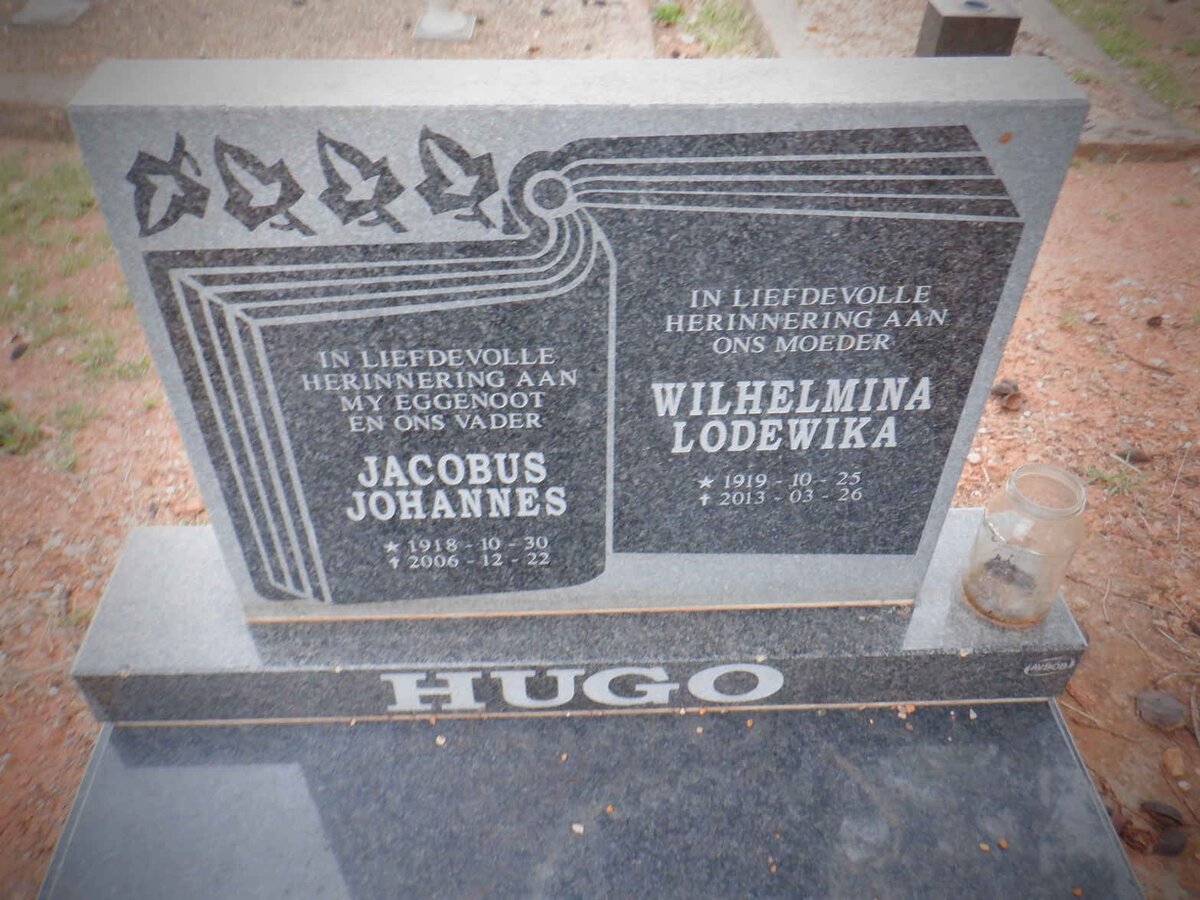 IN LIEFDEVOLLE
HERINNERING AAN
MY EGGENOOT
EN ONS VADER
JACOBUS
JOHANNES
★ 1918 - 10 - 30
✝ 2006 - 12 - 22
IN LIEFDEVOLLE
HERINNERING AAN
ONS MOEDER
WILHELMINA
LODEWIKA
★ 1919 - 10 - 25
✝ 2013 - 03 - 26
HUGO
AVBOB